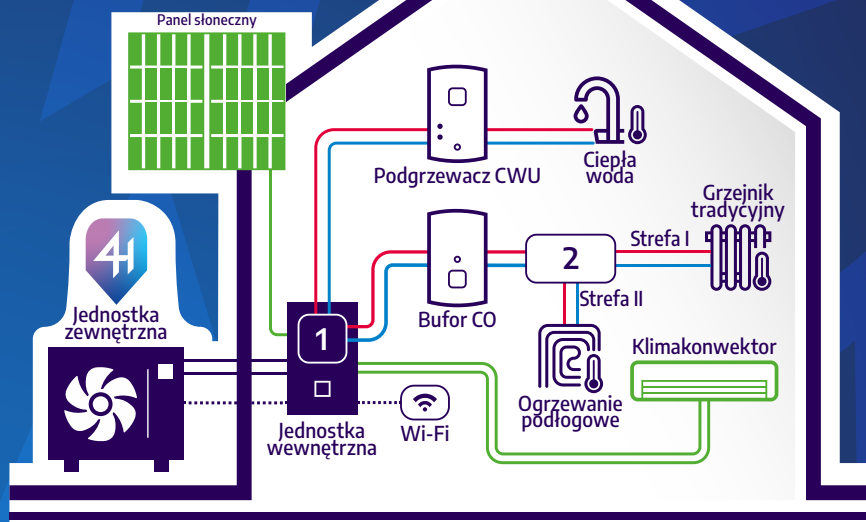 Panel słoneczny
Podgrzewacz CWU
Ciepła
woda
Grzejnik
tradycyjny
Strefa I
2
Strefa II
Bufor CO
4H
Jednostka
zewnętrzna
1
Klimakonwektor
Ogrzewanie
podłogowe
Wi-Fi
Jednostka
wewnętrzna